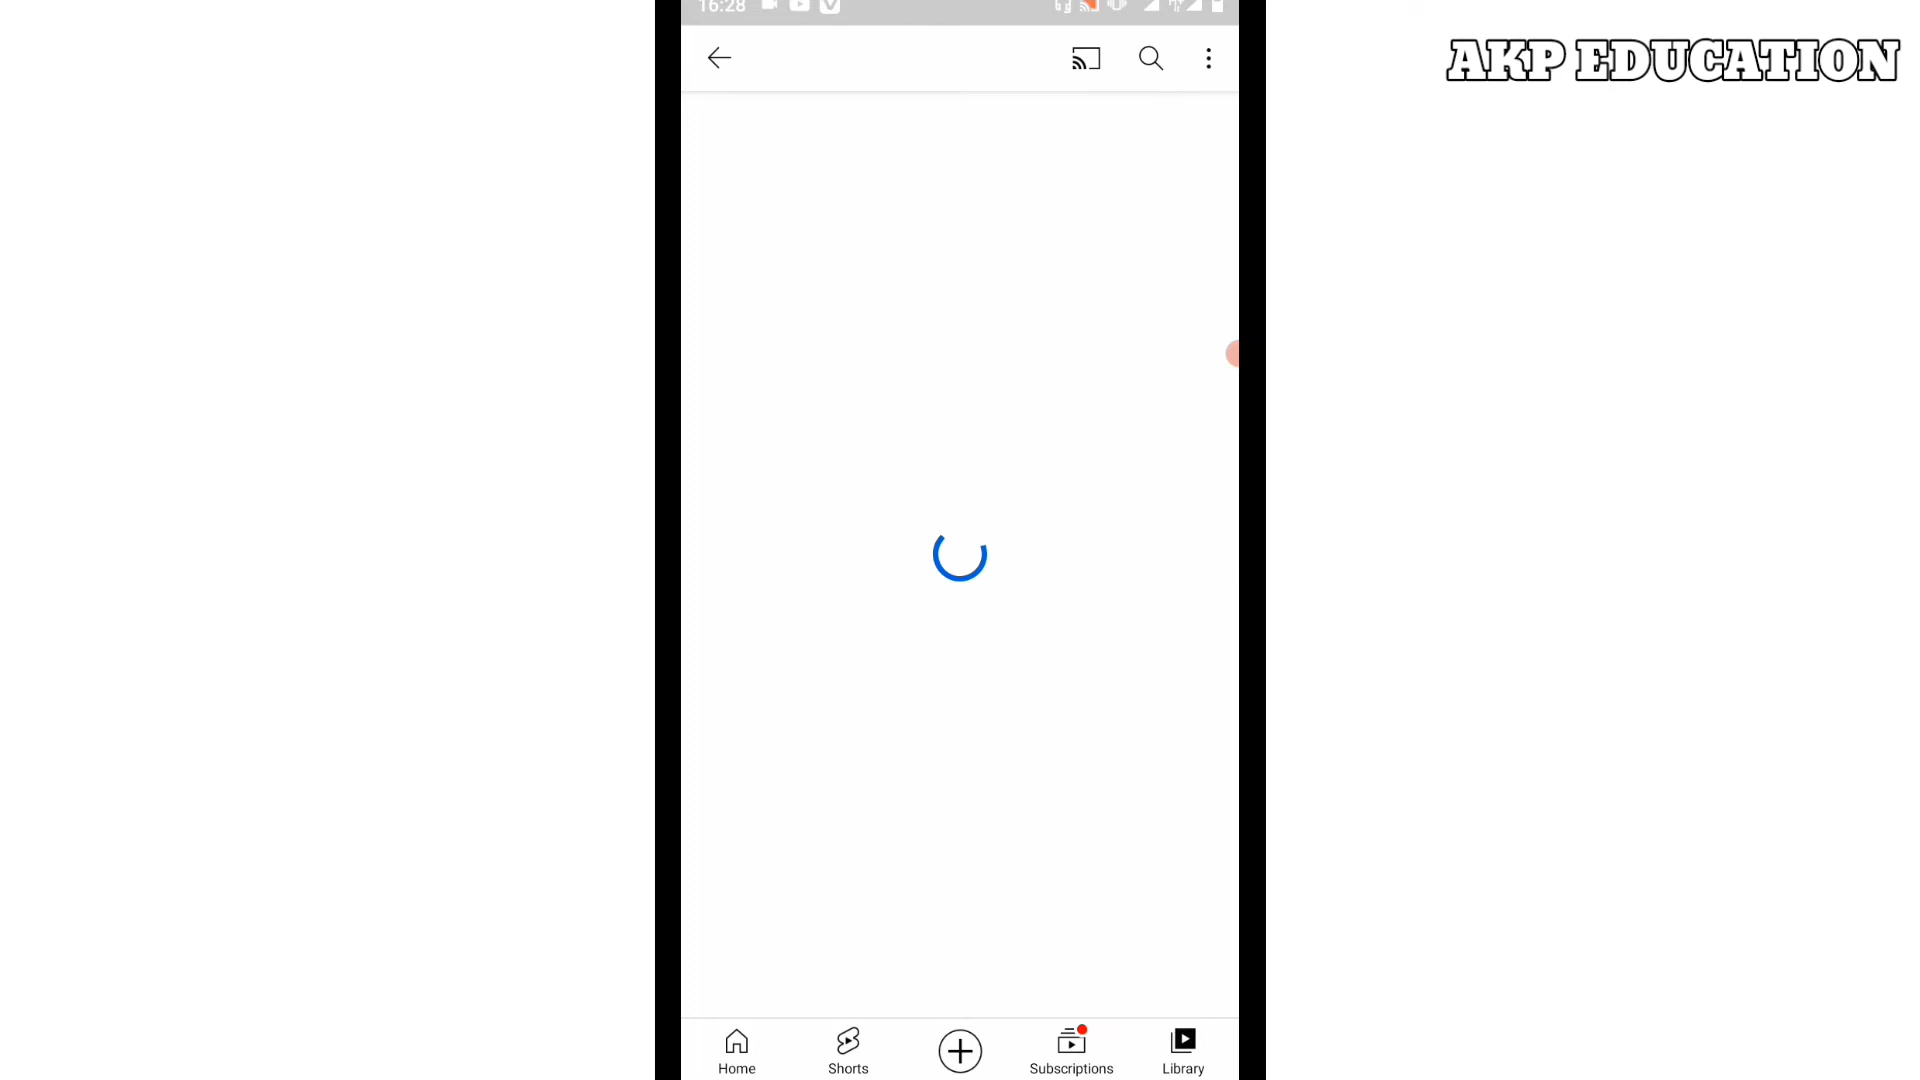 16:28
AKP EDUCATION
Home
Shorts
Subscriptions
Library